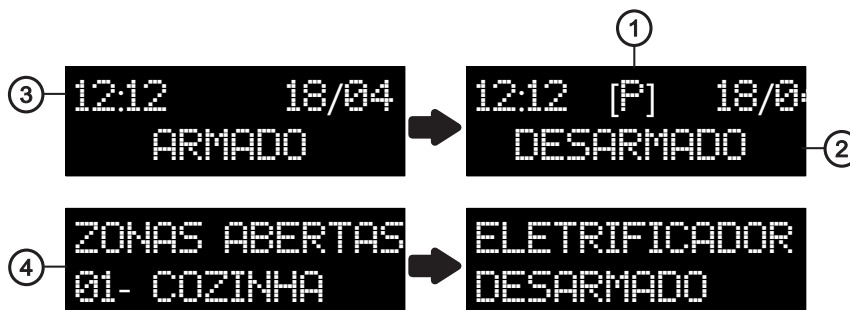 1
3
12:12 18/04
ARMADO
12:12 [P] 18/04
DESARMADO
2
4
ZONAS ABERTAS
01- COZINHA
ELETRIFICADOR
DESARMADO